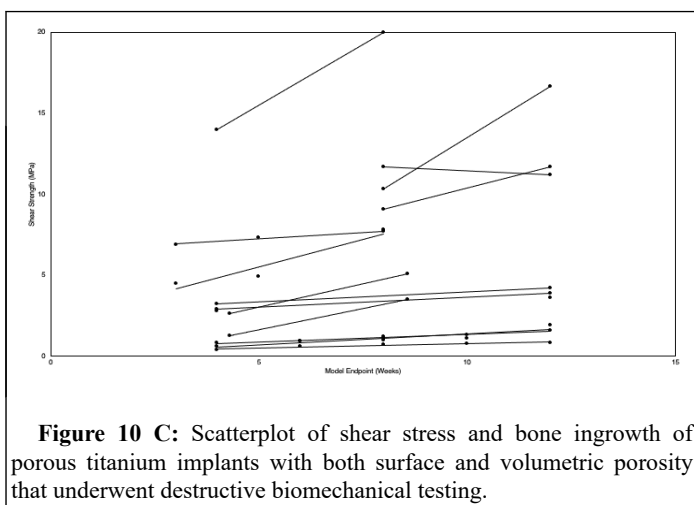 20
15
10
5
0
Shear Strength (MPa)
0
5
10
15
Model Endpoint (Weeks)
Figure 10 C: Scatterplot of shear stress and bone ingrowth of
porous titanium implants with both surface and volumetric porosity
that underwent destructive biomechanical testing.